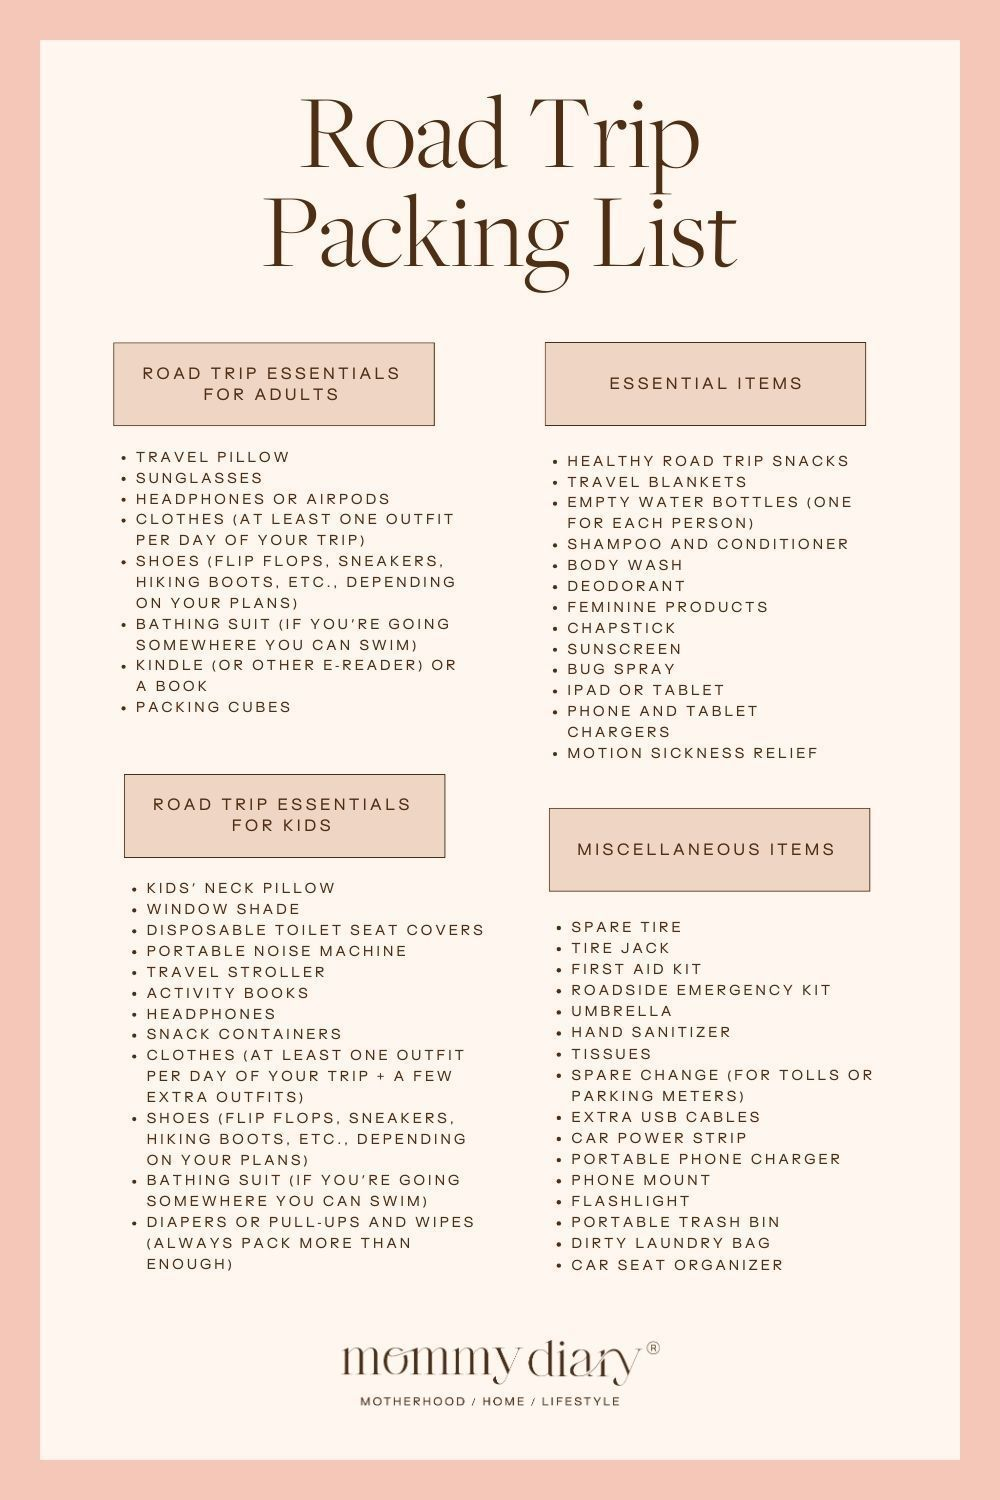 Road Trip
Packing List
ROAD TRIP ESSENTIALS
FOR ADULTS
• TRAVEL PILLOW
• SUNGLASSES
• HEADPHONES OR AIRPODS
• CLOTHES (AT LEAST ONE OUTFIT
PER DAY OF YOUR TRIP)
• SHOES (FLIP FLOPS, SNEAKERS,
HIKING BOOTS, ETC., DEPENDING
ON YOUR PLANS)
• BATHING SUIT (IF YOU'RE GOING
SOMEWHERE YOU CAN SWIM)
• KINDLE (OR OTHER E-READER) OR
A BOOK
• PACKING CUBES
ROAD TRIP ESSENTIALS
FOR KIDS
• KIDS' NECK PILLOW
• WINDOW SHADE
• DISPOSABLE TOILET SEAT COVERS
• PORTABLE NOISE MACHINE
• TRAVEL STROLLER
• ACTIVITY BOOKS
• HEADPHONES
• SNACK CONTAINERS
• CLOTHES (AT LEAST ONE OUTFIT
PER DAY OF YOUR TRIP + A FEW
EXTRA OUTFITS)
• SHOES (FLIP FLOPS, SNEAKERS,
HIKING BOOTS, ETC., DEPENDING
ON YOUR PLANS)
• BATHING SUIT (IF YOU'RE GOING
SOMEWHERE YOU CAN SWIM)
• DIAPERS OR PULL-UPS AND WIPES
(ALWAYS PACK MORE THAN
ENOUGH)
ESSENTIAL ITEMS
• HEALTHY ROAD TRIP SNACKS
• TRAVEL BLANKETS
• EMPTY WATER BOTTLES (ONE
FOR EACH PERSON)
• SHAMPOO AND CONDITIONER
• BODY WASH
• DEODORANT
• FEMININE PRODUCTS
• CHAPSTICK
• SUNSCREEN
• BUG SPRAY
• IPAD OR TABLET
• PHONE AND TABLET
CHARGERS
• MOTION SICKNESS RELIEF
MISCELLANEOUS ITEMS
• SPARE TIRE
• TIRE JACK
• FIRST AID KIT
• ROADSIDE EMERGENCY KIT
• UMBRELLA
• HAND SANITIZER
• TISSUES
• SPARE CHANGE (FOR TOLLS OR
PARKING METERS)
• EXTRA USB CABLES
• CAR POWER STRIP
• PORTABLE PHONE CHARGER
• PHONE MOUNT
• FLASHLIGHT
• PORTABLE TRASH BIN
• DIRTY LAUNDRY BAG
• CAR SEAT ORGANIZER
mommy diary®
MOTHERHOOD / HOME / LIFESTYLE